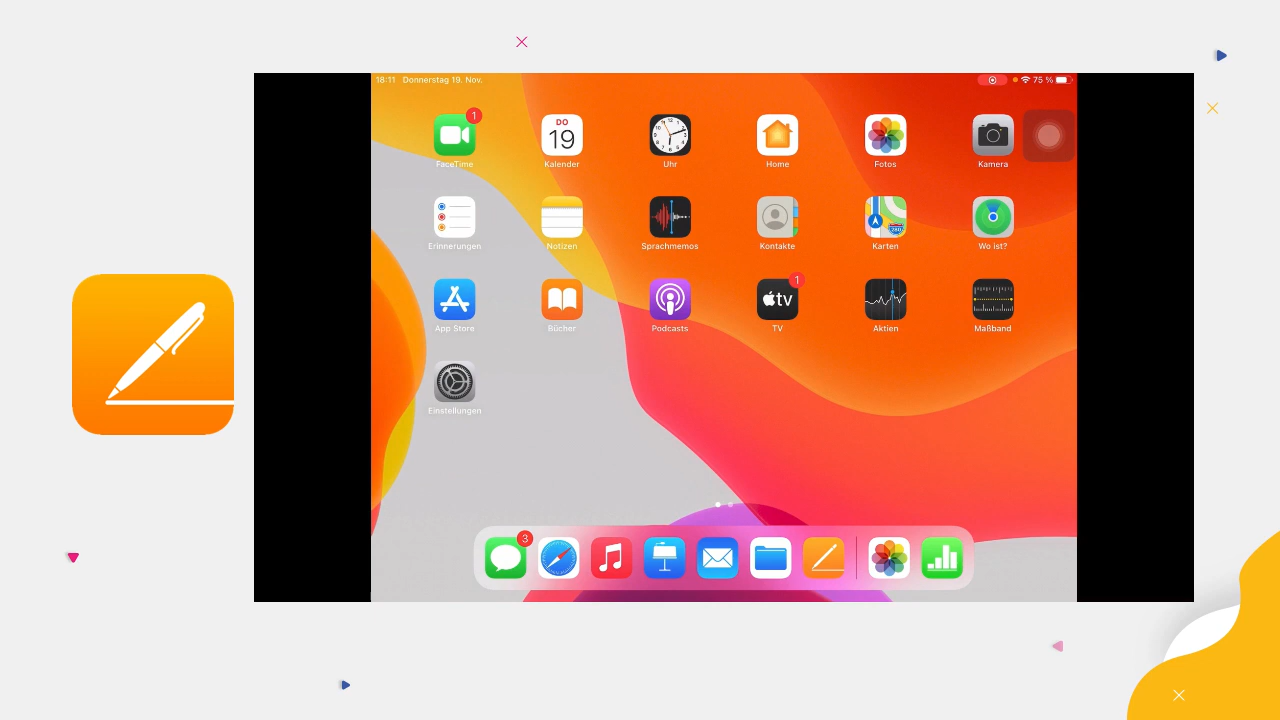 18:11 Donnerstag 19. Nov. 75 %
1
DO
19
FaceTime Kalender Uhr Home Fotos Kamera
280
Erinnerungen Notizen Sprachmemos Kontakte Karten Wo ist?
1
tv
App Store Bücher Podcasts TV Aktien Maßband
Einstellungen
3